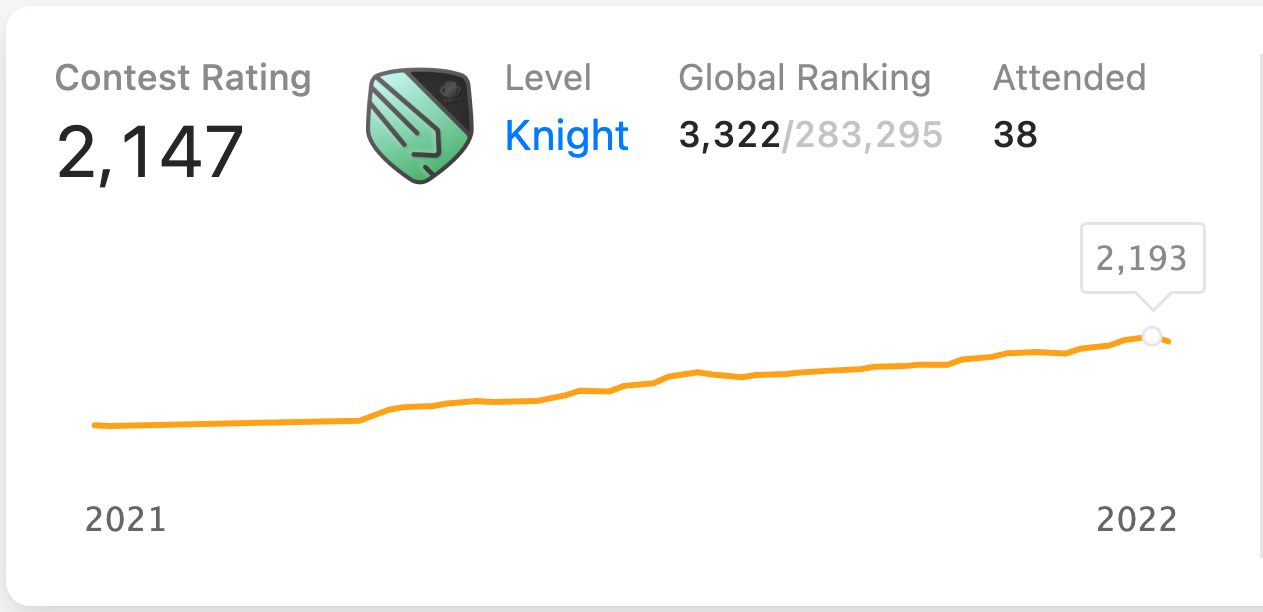 Contest Rating
2,147
Level
Knight
Global Ranking
3,322/283,295
Attended
38
2,193
2021
2022